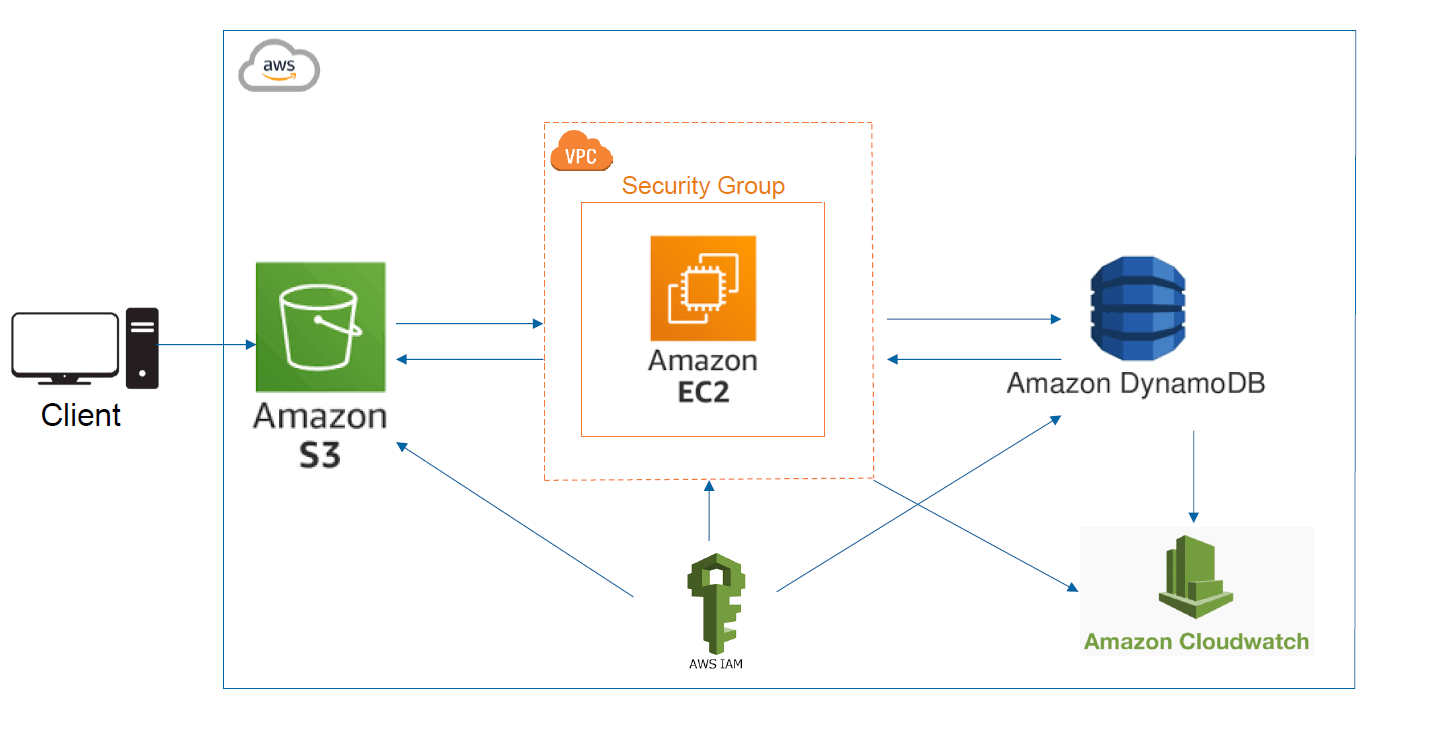 aws
VPC
Security Group
Amazon
EC2
Client
Amazon
S3
Amazon DynamoDB
AWS IAM
Amazon Cloudwatch